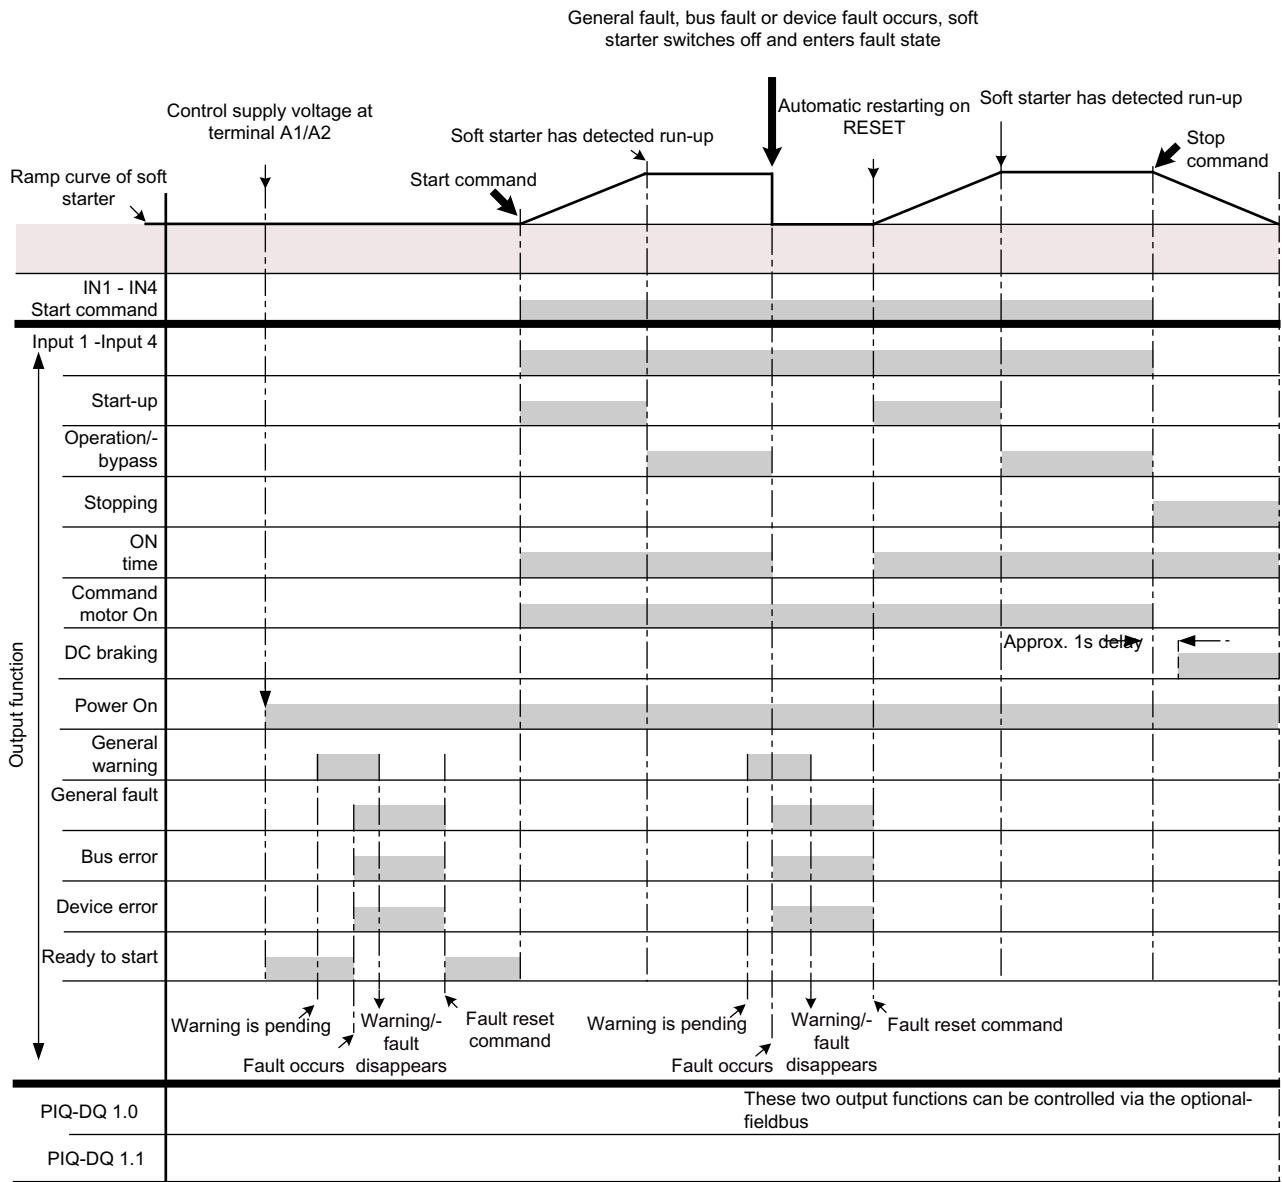 General fault, bus fault or device fault occurs, soft
starter switches off and enters fault state
Control supply voltage at
terminal A1/A2
Soft starter has detected run-up
Automatic restarting on
RESET
Soft starter has detected run-up
Stop
command
Ramp curve of soft
starter
Start command
IN1 - IN4
Start command
Input 1 -Input 4
Start-up
Operation/-
bypass
Stopping
ON
time
Command
motor On
DC braking
Approx. 1s delay
Power On
General
warning
General fault
Bus error
Device error
Ready to start
Output function
Warning is pending
Fault occurs
Warning/-
fault
disappears
Fault reset
command
Warning is pending
Fault occurs
Warning/-
fault
disappears
Fault reset command
PIQ-DQ 1.0
These two output functions can be controlled via the optional-
fieldbus
PIQ-DQ 1.1